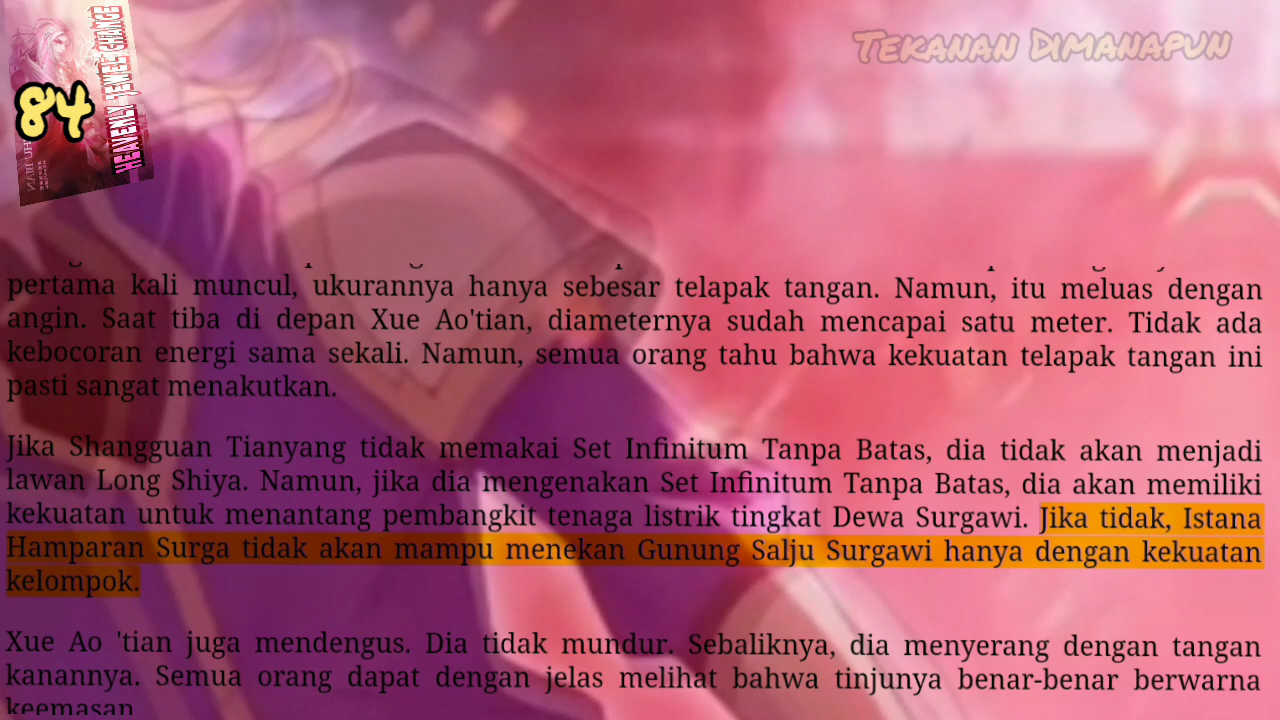 HEAVENLY JEWEL CHANGE
84
TEKANAN DIMANAPUN
pertama kali muncul, ukurannya hanya sebesar telapak tangan. Namun, itu meluas dengan
angin. Saat tiba di depan Xue Ao'tian, diameternya sudah mencapai satu meter. Tidak ada
kebocoran energi sama sekali. Namun, semua orang tahu bahwa kekuatan telapak tangan ini
pasti sangat menakutkan.
Jika Shangguan Tianyang tidak memakai Set Infinitum Tanpa Batas, dia tidak akan menjadi
lawan Long Shiya. Namun, jika dia mengenakan Set Infinitum Tanpa Batas, dia akan memiliki
kekuatan untuk menantang pembangkit tenaga listrik tingkat Dewa Surgawi. Jika tidak, Istana
Hamparan Surga tidak akan mampu menekan Gunung Salju Surgawi hanya dengan kekuatan
kelompok.
Xue Ao 'tian juga mendengus. Dia tidak mundur. Sebaliknya, dia menyerang dengan tangan
kanannya. Semua orang dapat dengan jelas melihat bahwa tinjunya benar-benar berwarna
keemasan